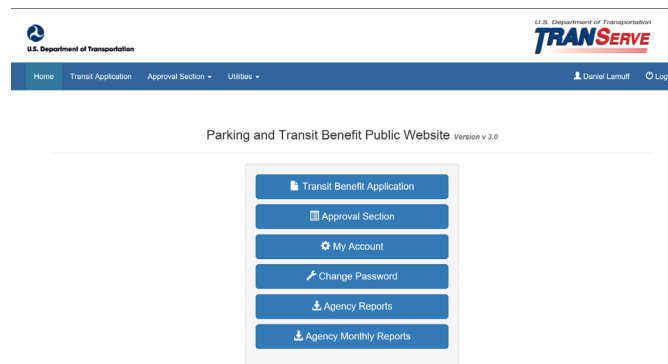 U.S. Department of Transportation
U.S. Department of Transportation
TRANSERVE
Home Transit Application Approval Section Utilities Daniel Lamuff Log
Parking and Transit Benefit Public Website Version v 3.0
Transit Benefit Application
Approval Section
My Account
Change Password
Agency Reports
Agency Monthly Reports